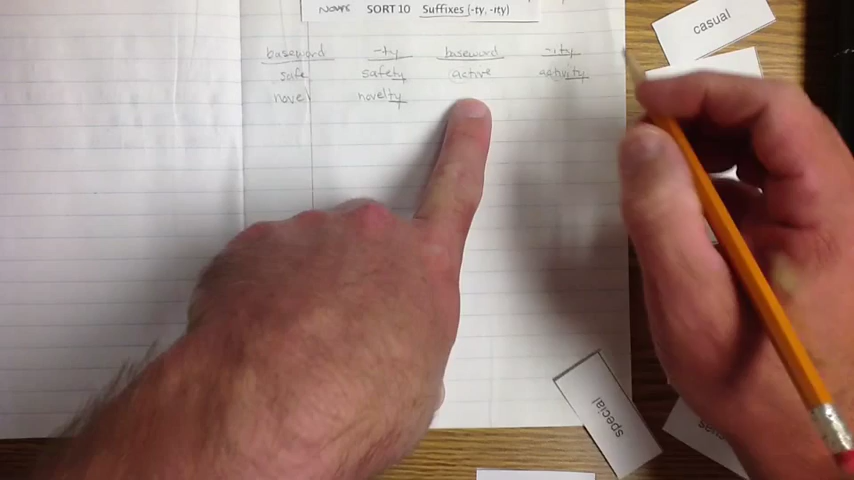 Nouns SORT 10 Suffixes (-ty, -ity)
baseword -ty baseword -ity
safe safety active activity
novel novelty
casual
special